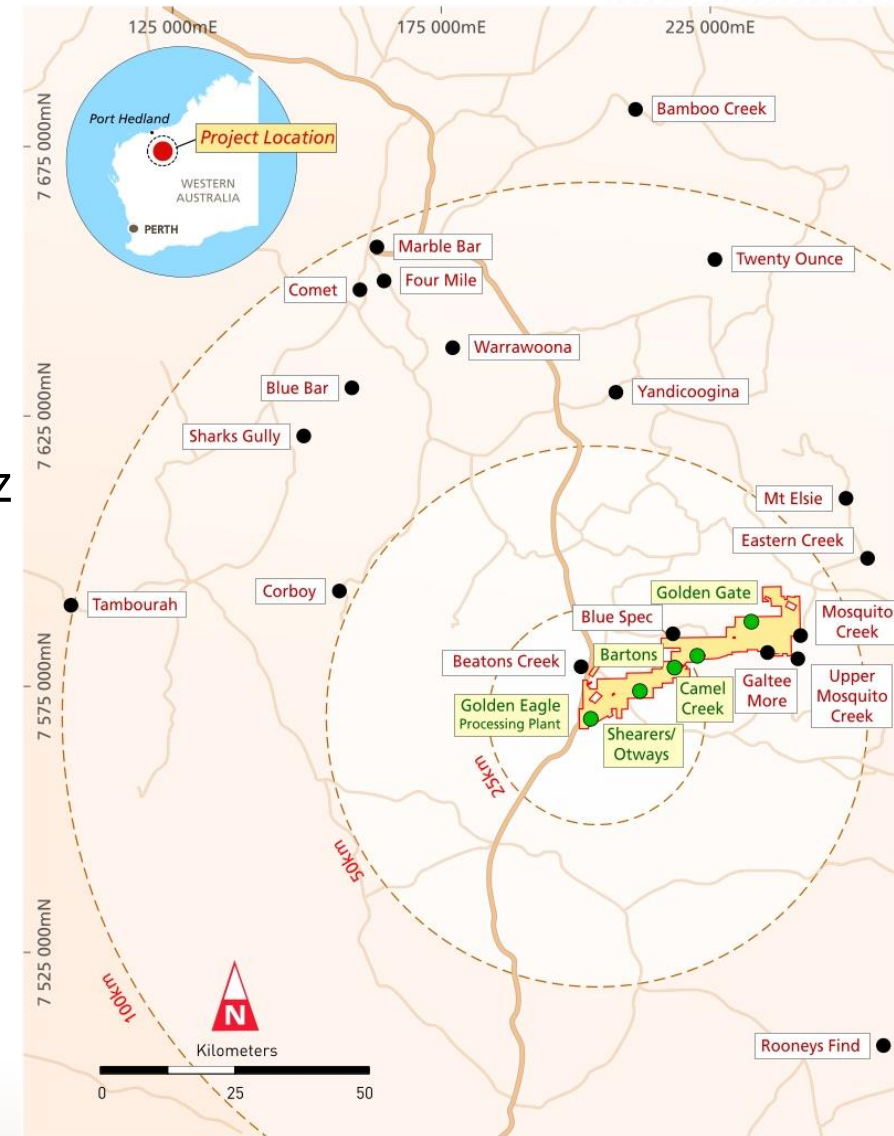 125 000mE
175 000mE
225 000mE
7 675 000mN
7 625 000mN
7 575 000mN
7 525 000mN
Port Hedland
Project Location
WESTERN
AUSTRALIA
PERTH
Bamboo Creek
Marble Bar
Twenty Ounce
Four Mile
Comet
Warrawoona
Blue Bar
Yandicoogina
Sharks Gully
z
Mt Elsie
Eastern Creek
Corboy
Tambourah
Golden Gate
Blue Spec
Mosquito
Creek
Bartons
Beatons Creek
Camel
Creek
Galtee
More
Upper
Mosquito
Creek
Golden Eagle
Processing Plant
Shearers/
Otways
25km
50km
100km
N
Kilometers
0
25
50
Rooneys Find